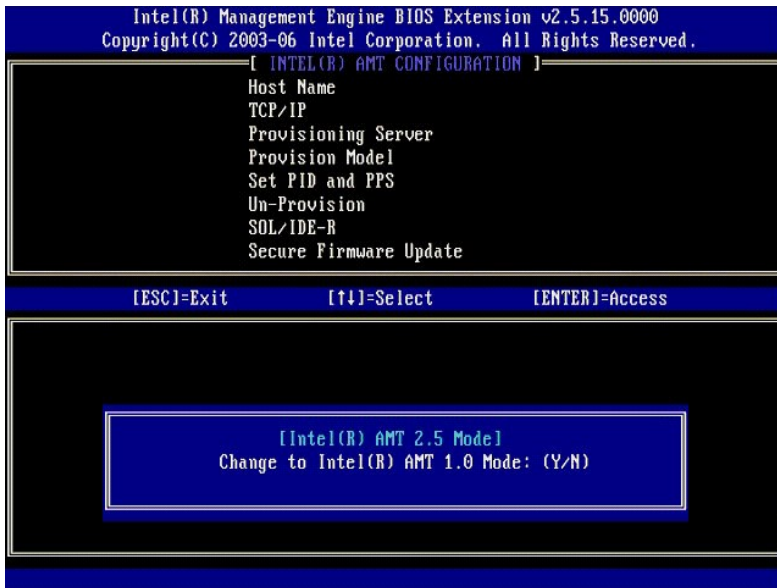 Intel(R) Management Engine BIOS Extension v2.5.15.0000
Copyright(C) 2003-06 Intel Corporation. All Rights Reserved.
[ INTEL(R) AMT CONFIGURATION ]
Host Name
TCP/IP
Provisioning Server
Provision Model
Set PID and PPS
Un-Provision
SOL/IDE-R
Secure Firmware Update
[ESC]=Exit [↑↓]=Select [ENTER]=Access
[Intel(R) AMT 2.5 Mode]
Change to Intel(R) AMT 1.0 Mode: (Y/N)